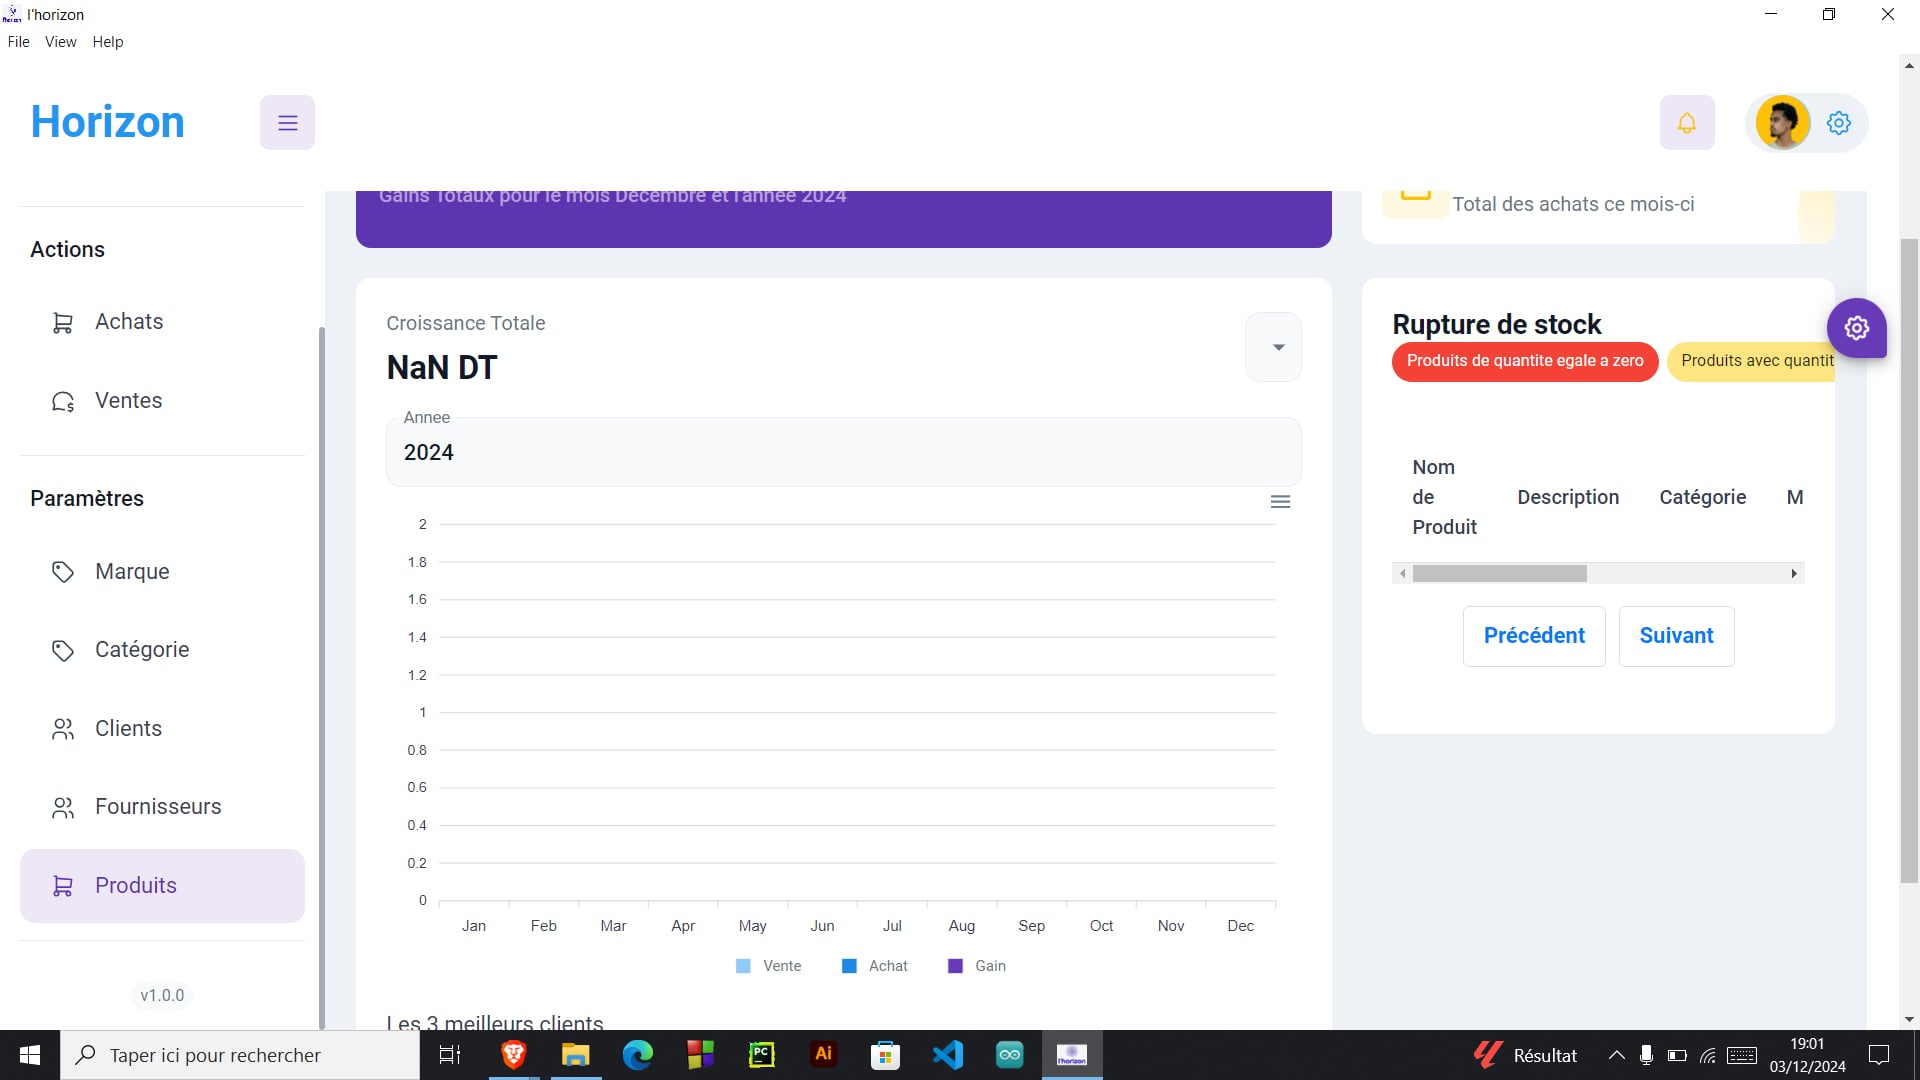 l'horizon
File View Help
Horizon
Gains Totaux pour le mois Decembre et l'annee 2024
Total des achats ce mois-ci
Actions
Achats
Ventes
Paramètres
Marque
Catégorie
Clients
Fournisseurs
Produits
v1.0.0
Croissance Totale
NaN DT
Annee
2024
2
1.8
1.6
1.4
1.2
1
0.8
0.6
0.4
0.2
0
Jan Feb Mar Apr May Jun Jul Aug Sep Oct Nov Dec
Vente Achat Gain
Les 3 meilleurs clients
Rupture de stock
Produits de quantite egale a zero Produits avec quantit
Nom
de
Produit
Description Catégorie M
Précédent Suivant
Taper ici pour rechercher
PC
Ai
l'horizon
Résultat
19:01
03/12/2024